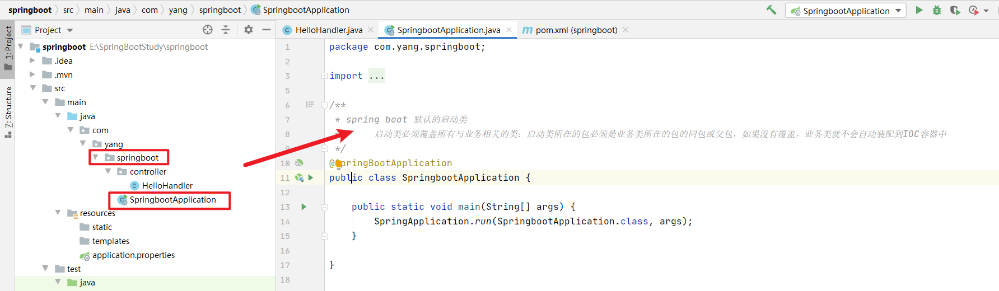 springboot src main java com yang springboot SpringbootApplication
SpringbootApplication
1: Project
Z: Structure
Project
springboot E:\SpringBootStudy\springboot
.idea
.mvn
src
main
java
com
yang
springboot
controller
HelloHandler
SpringbootApplication
resources
static
templates
application.properties
test
java
HelloHandler.java
SpringbootApplication.java
pom.xml (springboot)
1 package com.yang.springboot;
2
3 import ...
5
6 /**
7 * spring boot 默认的启动类
8 启动类必须覆盖所有与业务相关的类：启动类所在的包必须是业务类所在的包的同包或父包，如果没有覆盖，业务类就不会自动装配到IOC容器中
9 */
10 @SpringBootApplication
11 public class SpringbootApplication {
12
13 public static void main(String[] args) {
14 SpringApplication.run(SpringbootApplication.class, args);
15 }
16
17 }
18